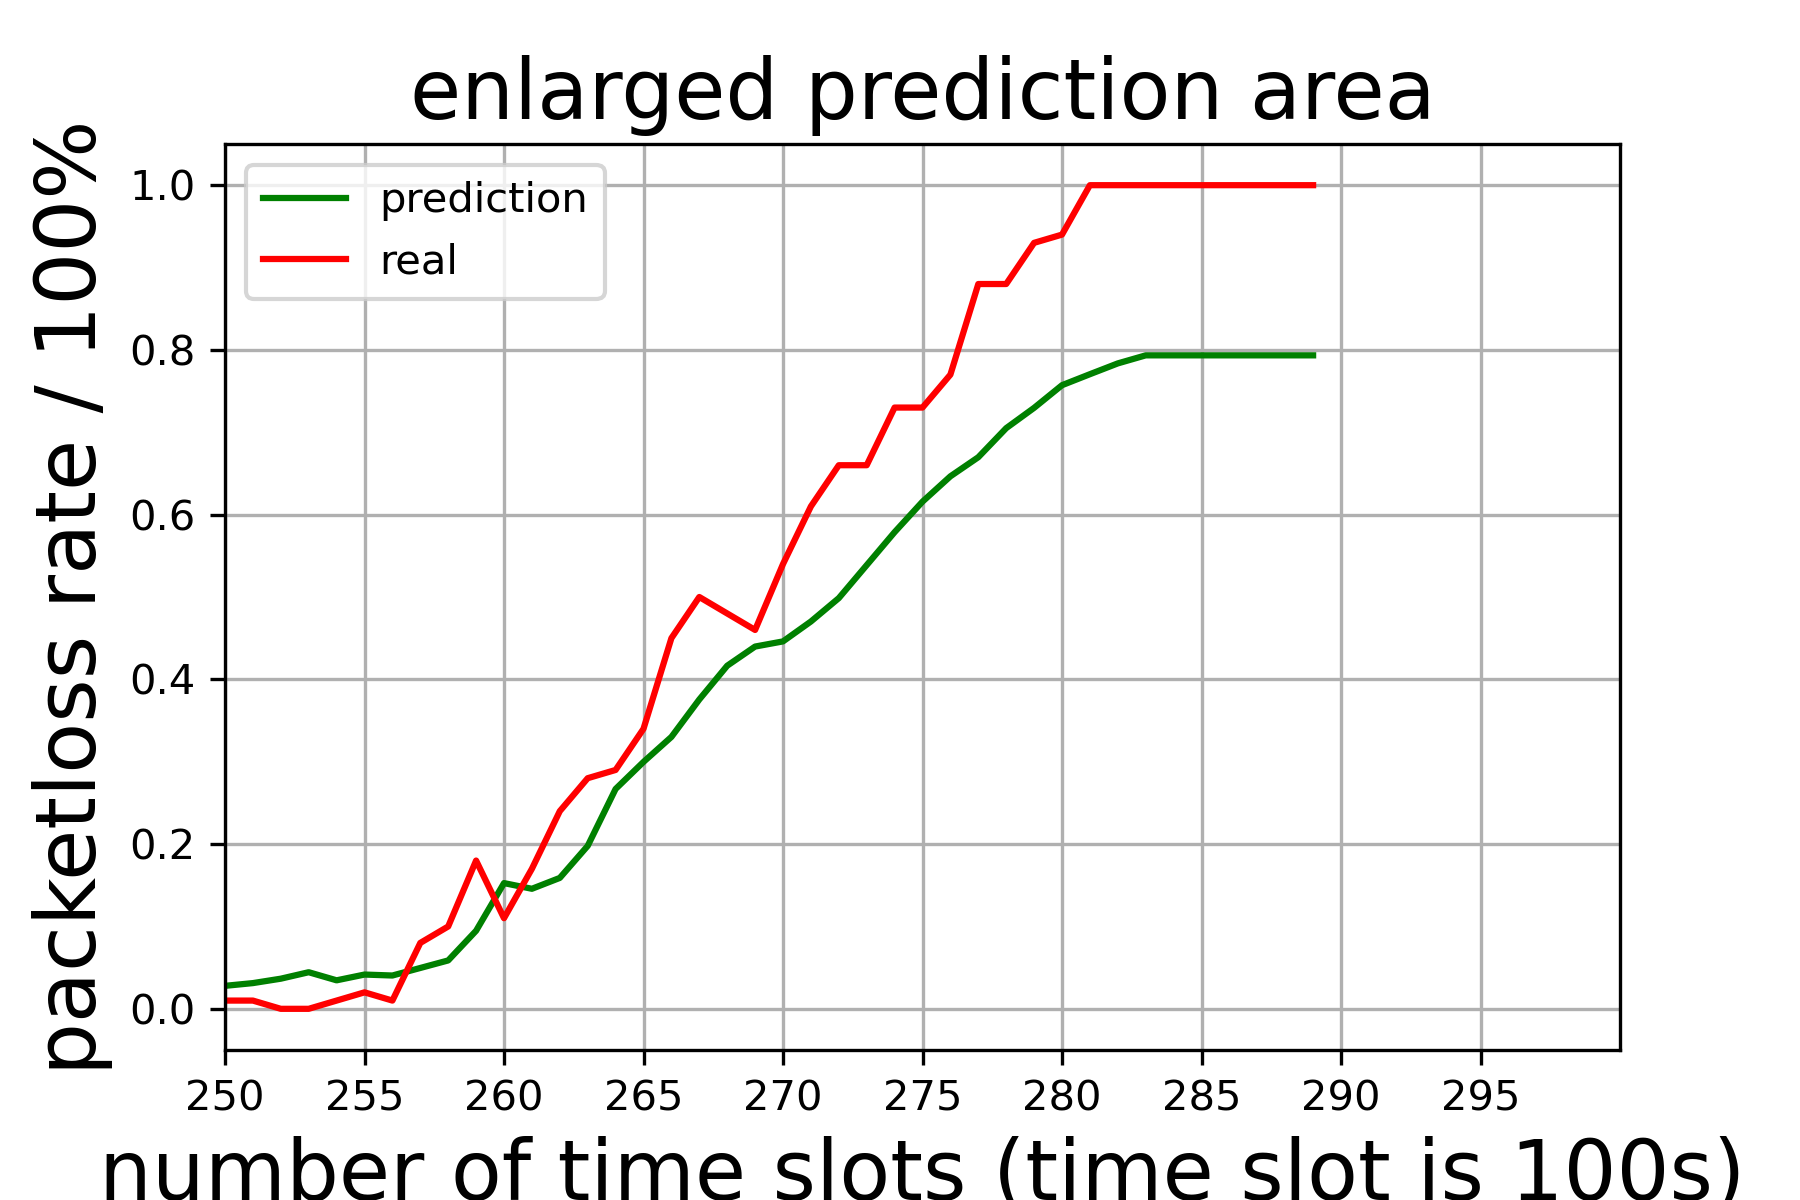 enlarged prediction area
packetloss rate / 100%
1.0
0.8
0.6
0.4
0.2
0.0
prediction
real
250 255 260 265 270 275 280 285 290 295
number of time slots (time slot is 100s)